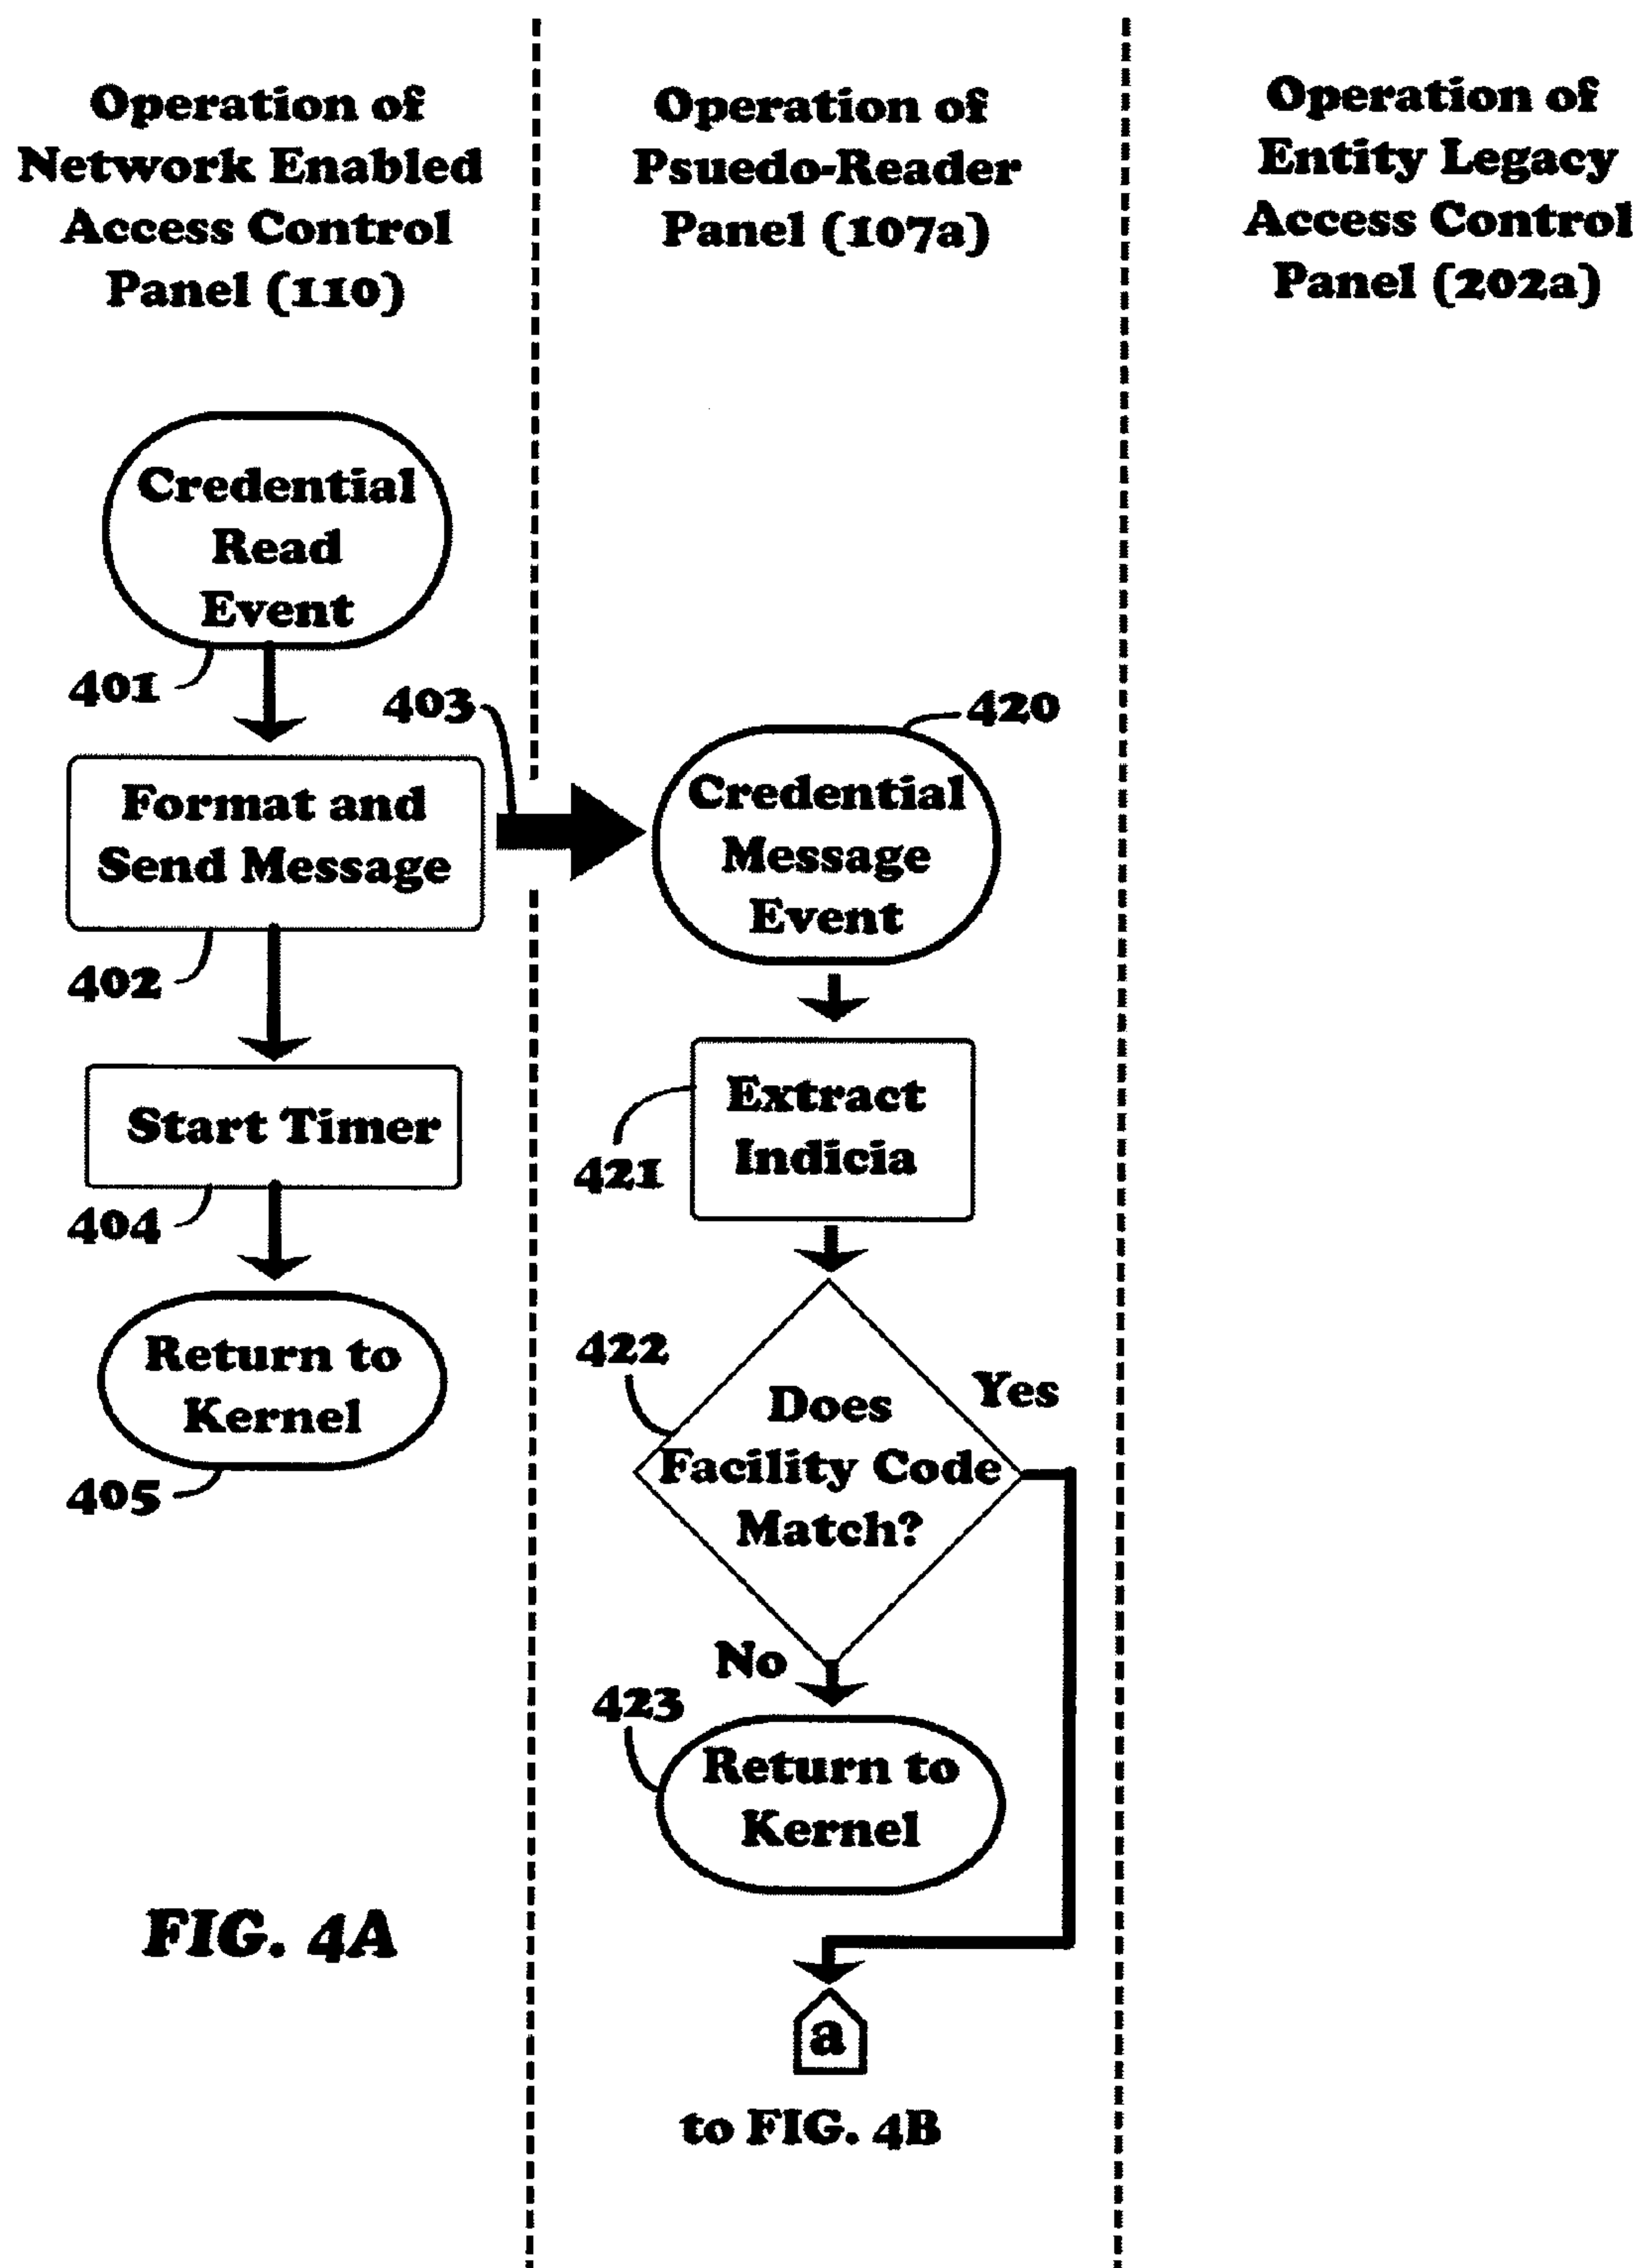 Operation of
Network Enabled
Access Control
Panel (110)
Operation of
Psuedo-Reader
Panel (107a)
Operation of
Entity Legacy
Access Control
Panel (202a)
Credential
Read
Event
401
403
Format and
Send Message
402
Start Timer
404
Return to
Kernel
405
420
Credential
Message
Event
Extract
Indicia
421
422
Does
Facility Code
Match?
Yes
No
423
Return to
Kernel
a
to FIG. 4B
FIG. 4A